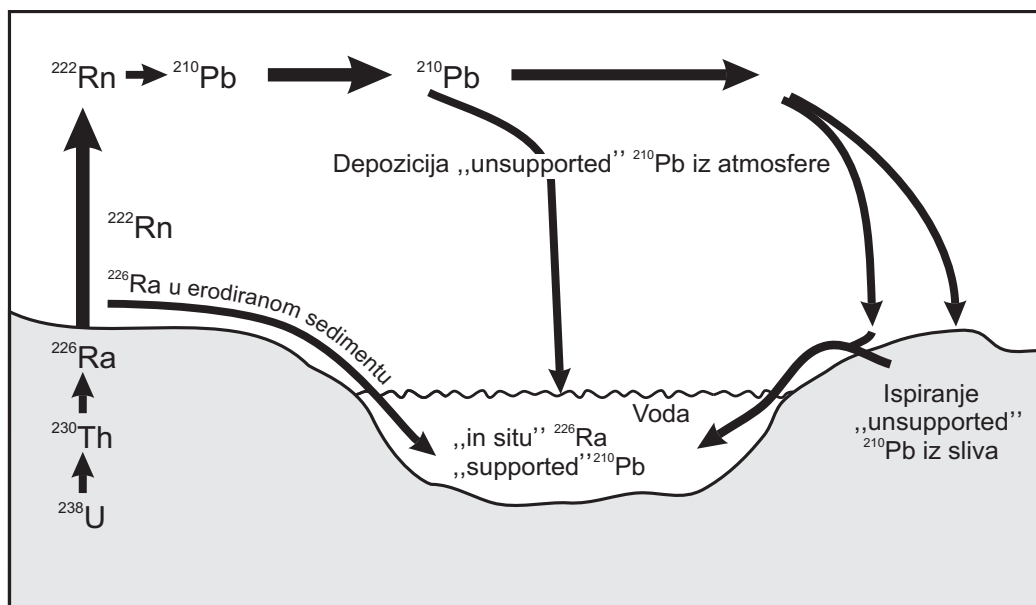 ²²²Rn ²¹⁰Pb ²¹⁰Pb
Depozicija ,,unsupported’’ ²¹⁰Pb iz atmosfere
²²²Rn
²²⁶Ra u erodiranom sedimentu
²²⁶Ra
²³⁰Th
²³⁸U
Voda
,,in situ’’ ²²⁶Ra
,,supported’’²¹⁰Pb
Ispiranje
,,unsupported’’
²¹⁰Pb iz sliva